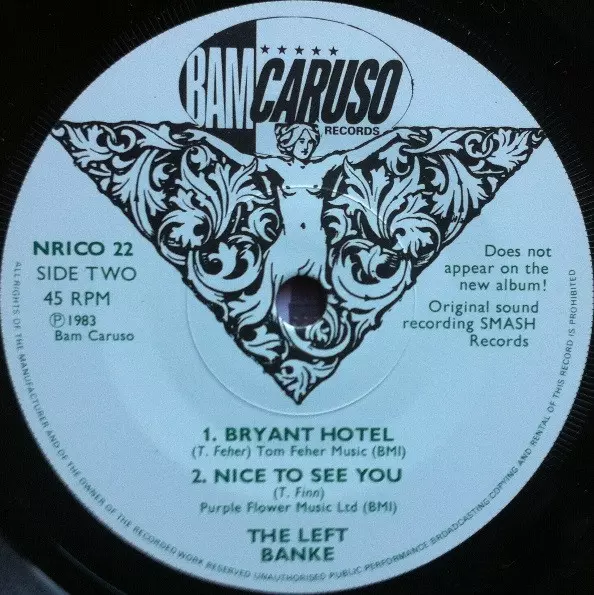 ★★★★★
BAM CARUSO
RECORDS
NRICO 22
SIDE TWO
45 RPM
Ⓟ1983
Bam Caruso
Does not
appear on the
new album!
Original sound
recording SMASH
Records
1. BRYANT HOTEL
(T. Feher) Tom Feher Music (BMI)
2. NICE TO SEE YOU
(T. Finn)
Purple Flower Music Ltd (BMI)
THE LEFT
BANKE
ALL RIGHTS OF THE MANUFACTURER AND OF THE OWNER OF THE RECORDED WORK RESERVED UNAUTHORISED PUBLIC PERFORMANCE BROADCASTING COPYING AND RENTAL OF THIS RECORD IS PROHIBITED